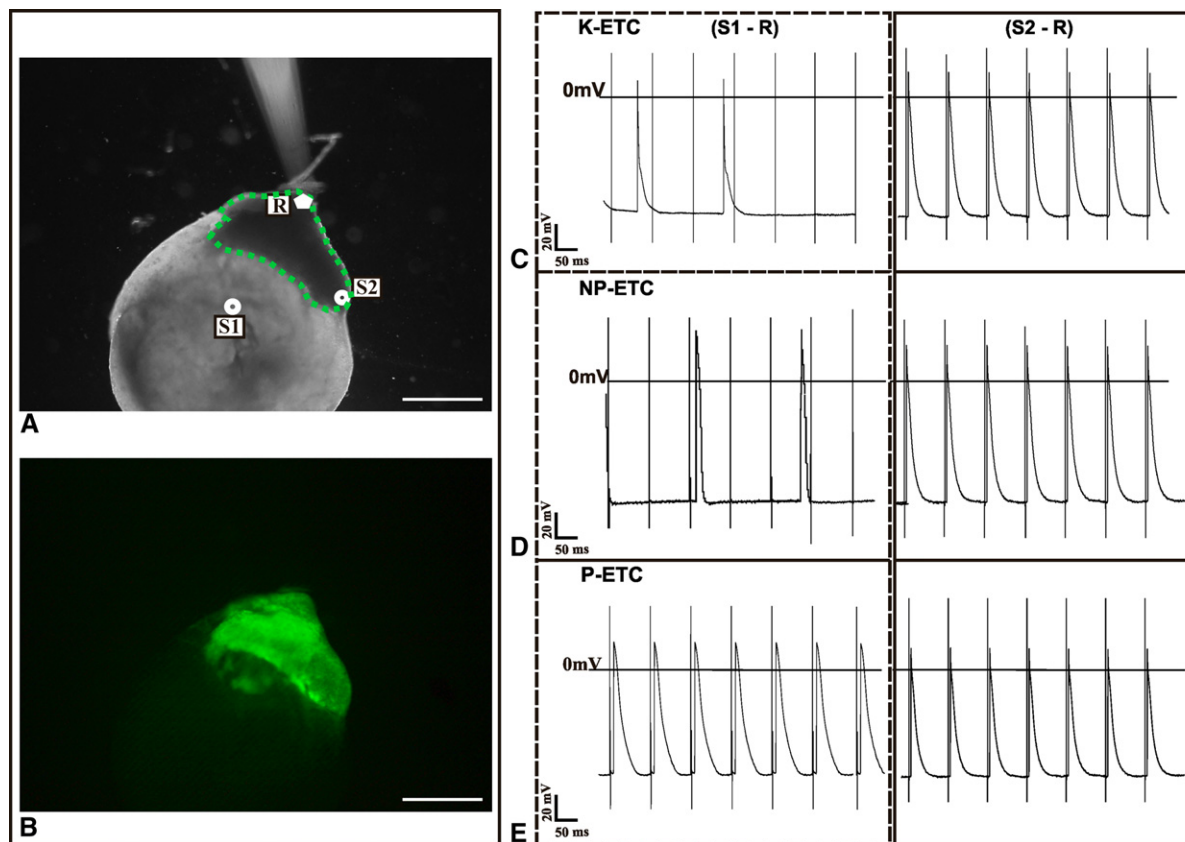 R
S2
S1
A
B
K-ETC (S1 - R) (S2 - R)
0mV
20 mV
50 ms
C
NP-ETC
0mV
20 mV
50 ms
D
P-ETC
0mV
20 mV
50 ms
E